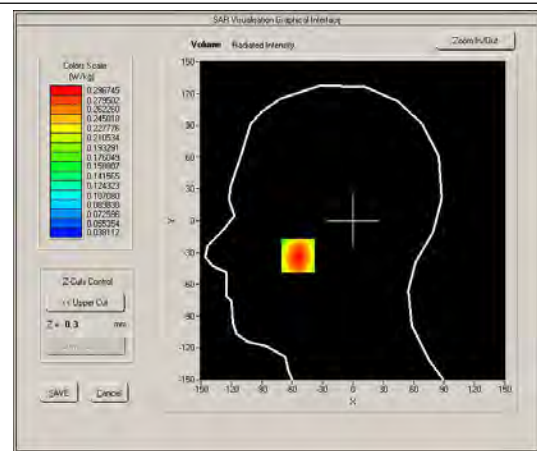 SAR Visualisation Graphical Interface
Volume Radiated Intensity
Zoom In/Out
Colors Scale
(W/kg)
0.296745
0.279502
0.262260
0.245018
0.227776
0.210534
0.193291
0.176049
0.158807
0.141565
0.124323
0.107080
0.089838
0.072596
0.055354
0.038112
Z-Cuts Control
<< Upper Cut
Z = 0.3 mm
SAVE
Cancel
150
120
90
60
30
0
-30
-60
-90
-120
-150
Y
-150 -120 -90 -60 -30 0 30 60 90 120 150
X